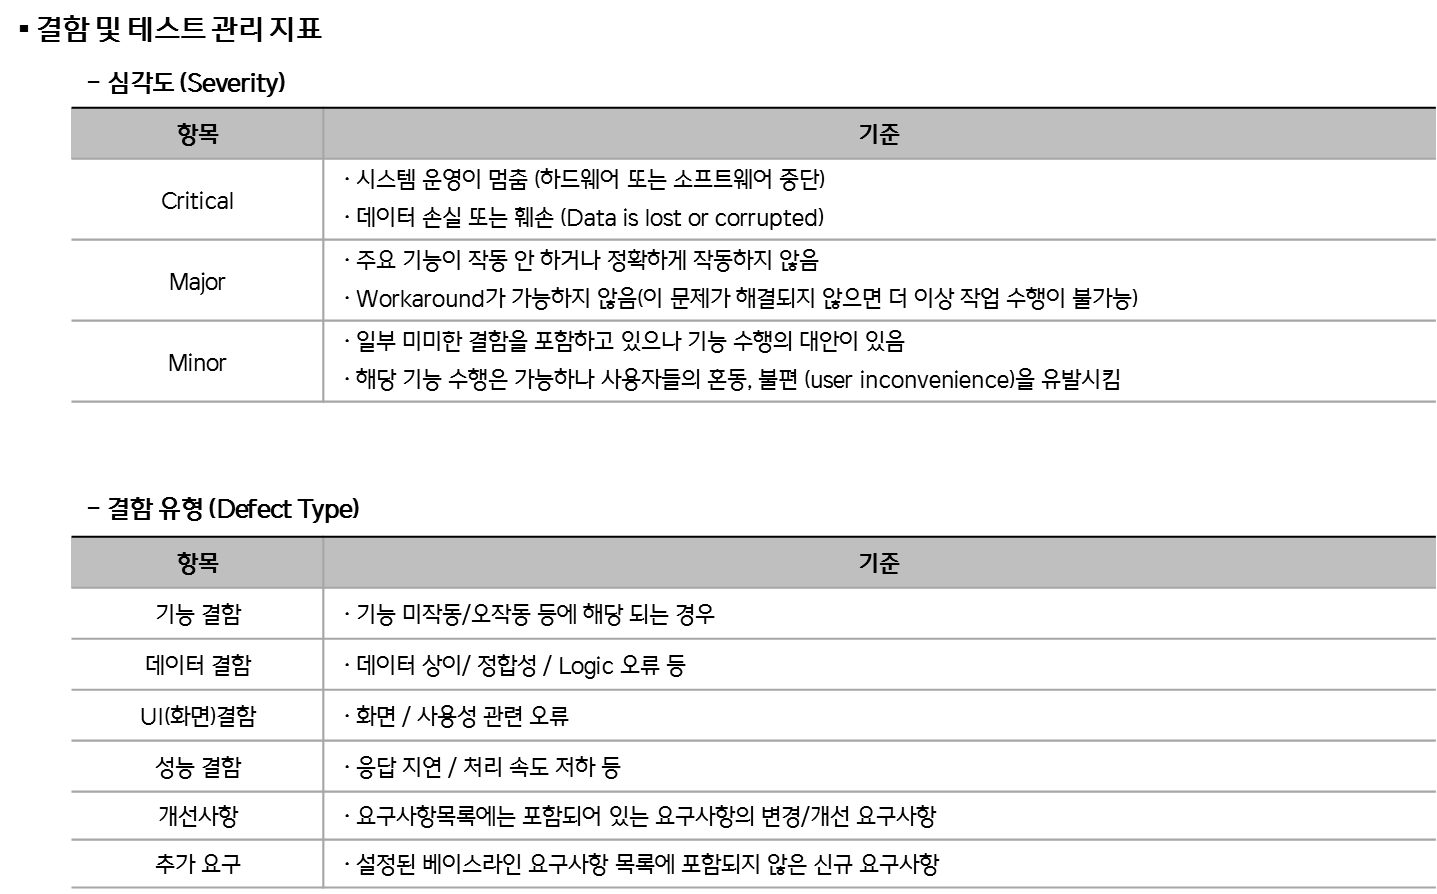 ▪ 결함 및 테스트 관리 지표
- 심각도 (Severity)
항목 기준
Critical
· 시스템 운영이 멈춤 (하드웨어 또는 소프트웨어 중단)
· 데이터 손실 또는 훼손 (Data is lost or corrupted)
Major
· 주요 기능이 작동 안 하거나 정확하게 작동하지 않음
· Workaround가 가능하지 않음(이 문제가 해결되지 않으면 더 이상 작업 수행이 불가능)
Minor
· 일부 미미한 결함을 포함하고 있으나 기능 수행의 대안이 있음
· 해당 기능 수행은 가능하나 사용자들의 혼동, 불편 (user inconvenience)을 유발시킴
- 결함 유형 (Defect Type)
항목 기준
기능 결함 · 기능 미작동/오작동 등에 해당 되는 경우
데이터 결함 · 데이터 상이/ 정합성 / Logic 오류 등
UI(화면)결함 · 화면 / 사용성 관련 오류
성능 결함 · 응답 지연 / 처리 속도 저하 등
개선사항 · 요구사항목록에는 포함되어 있는 요구사항의 변경/개선 요구사항
추가 요구 · 설정된 베이스라인 요구사항 목록에 포함되지 않은 신규 요구사항